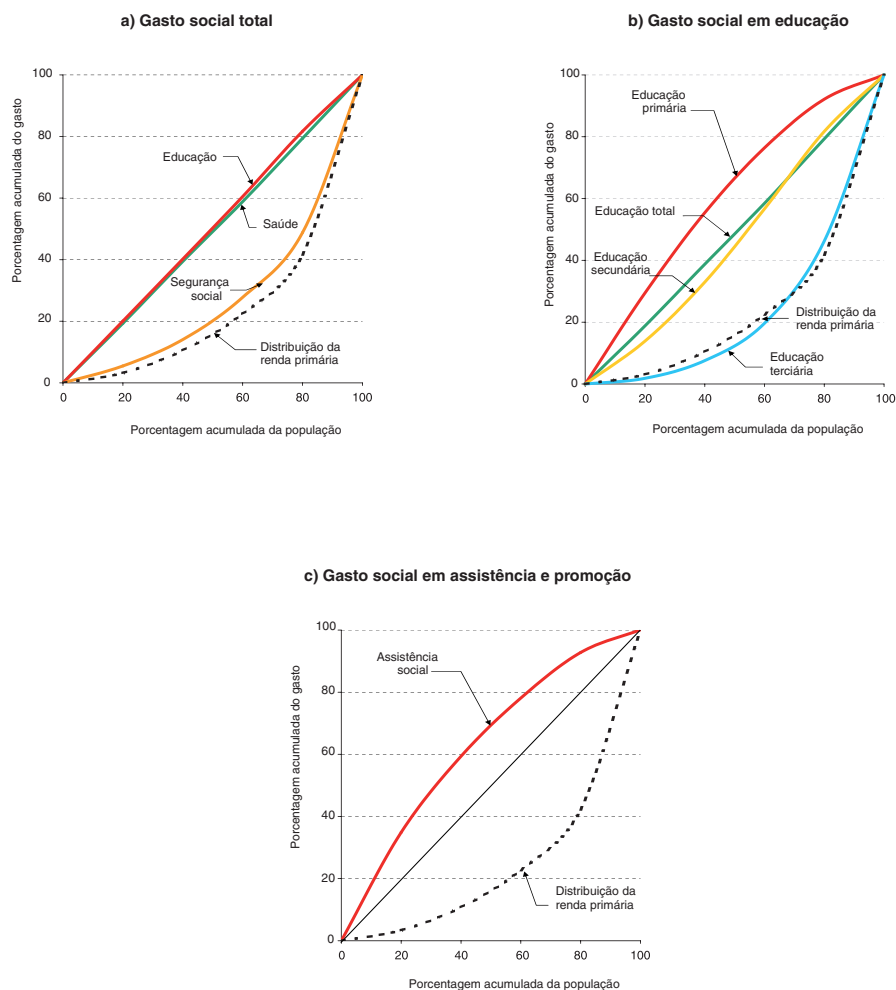 a) Gasto social total
Porcentagem acumulada do gasto
100
80
60
40
20
0
Educação
Saúde
Segurança
social
Distribuição da
renda primária
0
20
40
60
80
100
Porcentagem acumulada da população
b) Gasto social em educação
Porcentagem acumulada do gasto
100
80
60
40
20
0
Educação
primária
Educação total
Educação
secundária
Distribuição da
renda primária
Educação
terciária
0
20
40
60
80
100
Porcentagem acumulada da população
c) Gasto social em assistência e promoção
Porcentagem acumulada do gasto
100
80
60
40
20
0
Assistência
social
Distribuição da
renda primária
0
20
40
60
80
100
Porcentagem acumulada da população